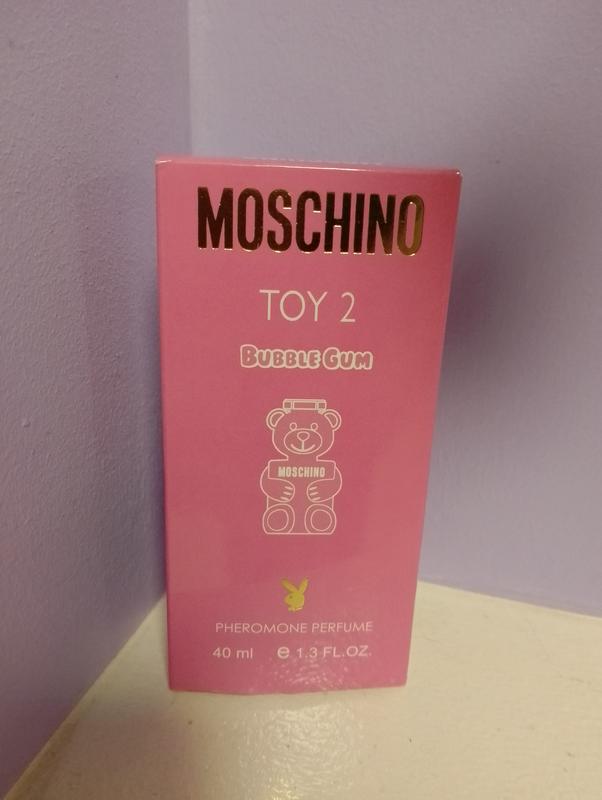 MOSCHINO
TOY 2
BUBBLE GUM
MOSCHINO
PHEROMONE PERFUME
40 ml e 1.3 FL.OZ.